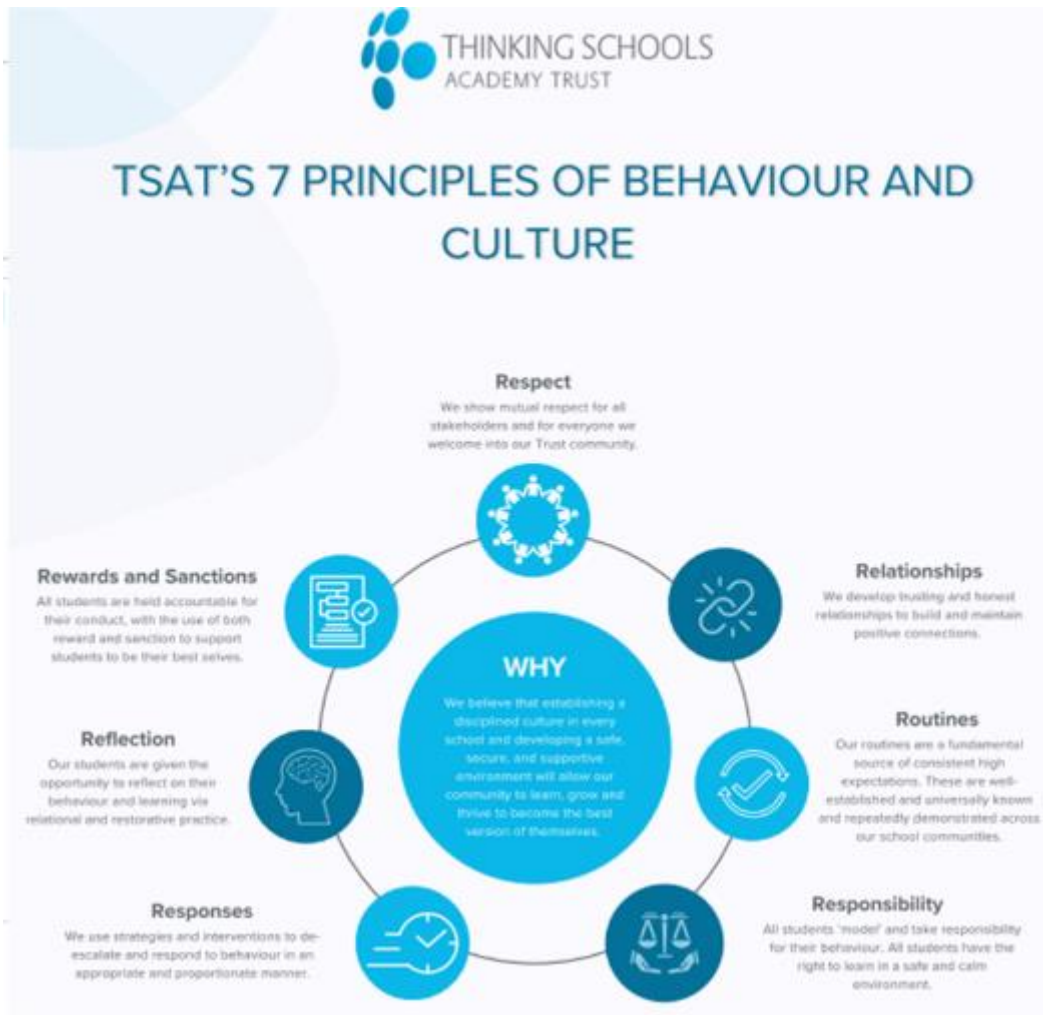 THINKING SCHOOLS
ACADEMY TRUST
TSAT'S 7 PRINCIPLES OF BEHAVIOUR AND
CULTURE
Respect
We show mutual respect for all
stakeholders and for everyone we
welcome into our Trust community.
Relationships
We develop trusting and honest
relationships to build and maintain
positive connections.
Routines
Our routines are a fundamental
source of consistent high
expectations. These are well-
established and universally known
and repeatedly demonstrated across
our school communities.
Responsibility
All students 'model' and take responsibility
for their behaviour. All students have the
right to learn in a safe and calm
environment.
Responses
We use strategies and interventions to de-
escalate and respond to behaviour in an
appropriate and proportionate manner.
Reflection
Our students are given the
opportunity to reflect on their
behaviour and learning via
relational and restorative practice.
Rewards and Sanctions
All students are held accountable for
their conduct, with the use of both
reward and sanction to support
students to be their best selves.
WHY
We believe that establishing a
disciplined culture in every
school and developing a safe,
secure, and supportive
environment will allow our
community to learn, grow and
thrive to become the best
version of themselves.